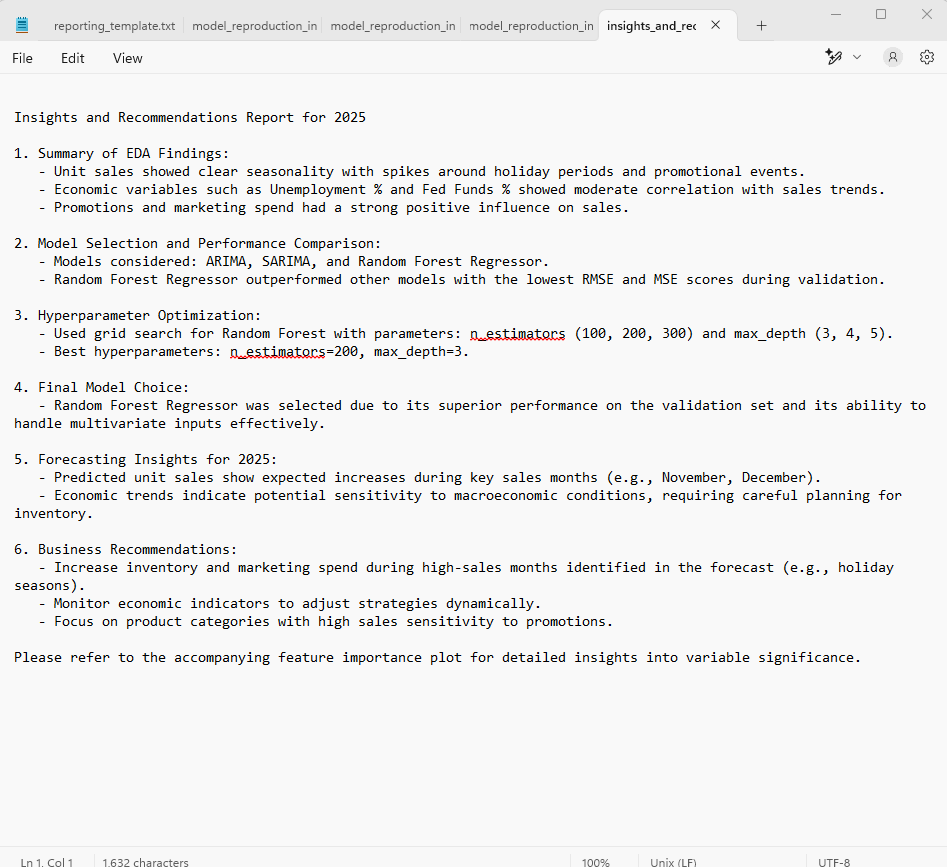 reporting_template.txt model_reproduction_in model_reproduction_in model_reproduction_in insights_and_rec
File Edit View
Insights and Recommendations Report for 2025
1. Summary of EDA Findings:
- Unit sales showed clear seasonality with spikes around holiday periods and promotional events.
- Economic variables such as Unemployment % and Fed Funds % showed moderate correlation with sales trends.
- Promotions and marketing spend had a strong positive influence on sales.
2. Model Selection and Performance Comparison:
- Models considered: ARIMA, SARIMA, and Random Forest Regressor.
- Random Forest Regressor outperformed other models with the lowest RMSE and MSE scores during validation.
3. Hyperparameter Optimization:
- Used grid search for Random Forest with parameters: n_estimators (100, 200, 300) and max_depth (3, 4, 5).
- Best hyperparameters: n_estimators=200, max_depth=3.
4. Final Model Choice:
- Random Forest Regressor was selected due to its superior performance on the validation set and its ability to
handle multivariate inputs effectively.
5. Forecasting Insights for 2025:
- Predicted unit sales show expected increases during key sales months (e.g., November, December).
- Economic trends indicate potential sensitivity to macroeconomic conditions, requiring careful planning for
inventory.
6. Business Recommendations:
- Increase inventory and marketing spend during high-sales months identified in the forecast (e.g., holiday
seasons).
- Monitor economic indicators to adjust strategies dynamically.
- Focus on product categories with high sales sensitivity to promotions.
Please refer to the accompanying feature importance plot for detailed insights into variable significance.
Ln 1, Col 1 1,632 characters 100% Unix (LF) UTF-8